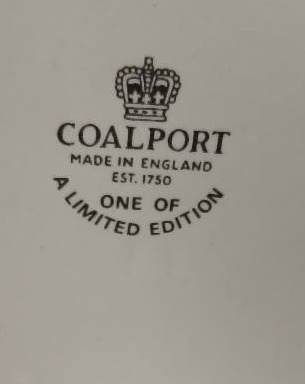 COALPORT
MADE IN ENGLAND
EST. 1750
ONE OF
A LIMITED EDITION